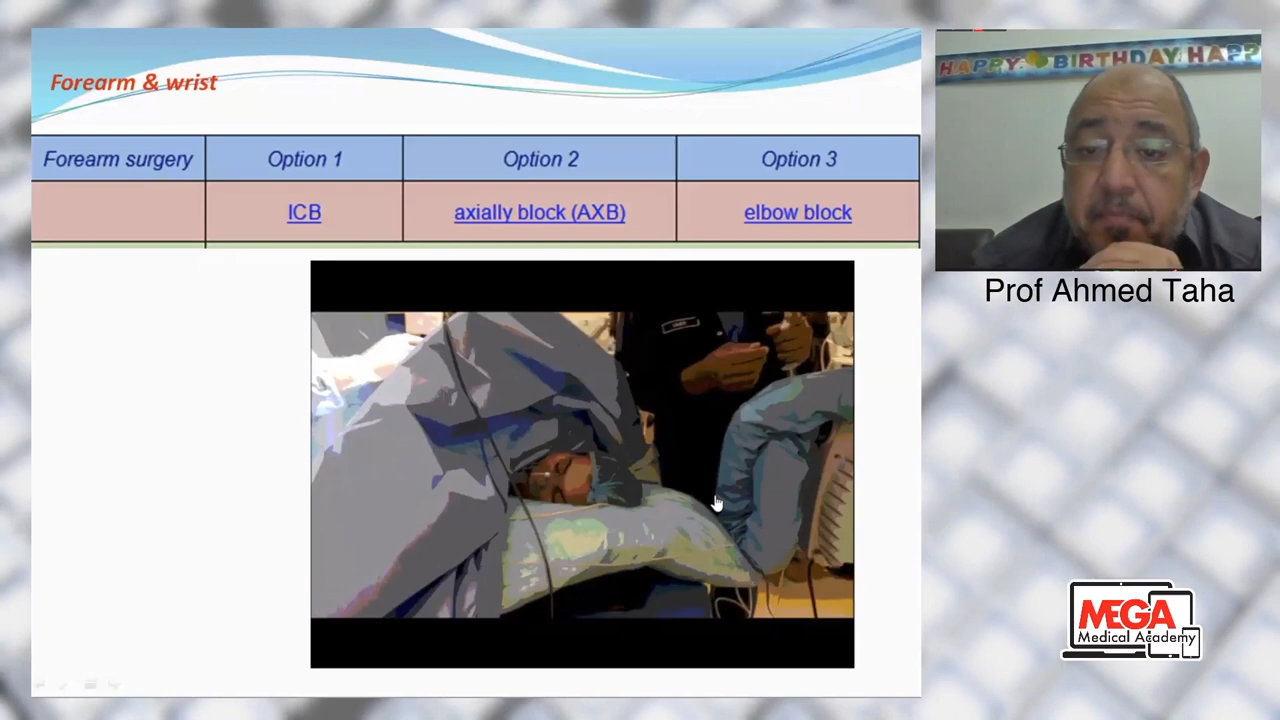 Forearm & wrist
Forearm surgery Option 1 Option 2 Option 3
ICB axially block (AXB) elbow block
HAPPY BIRTHDAY HAP
Prof Ahmed Taha
MEGA
Medical Academy